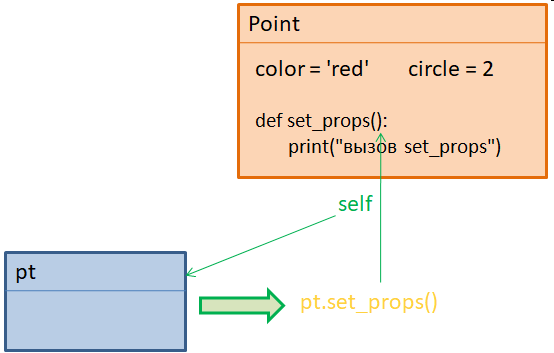 Point
color = 'red' circle = 2
def set_props():
print("вызов set_props")
self
pt
pt.set_props()